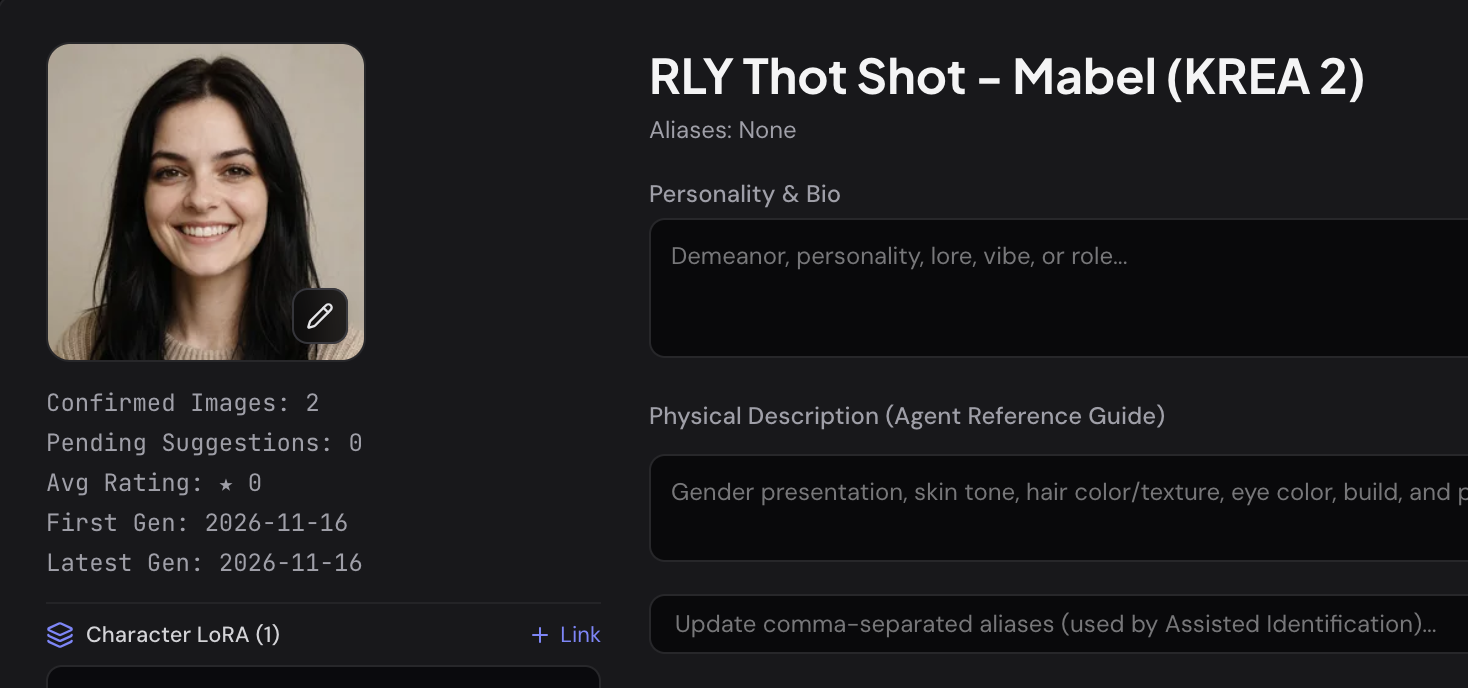 RLY Thot Shot – Mabel (KREA 2)
Aliases: None
Personality & Bio
Demeanor, personality, lore, vibe, or role...
Confirmed Images: 2
Pending Suggestions: 0
Avg Rating: ★ 0
First Gen: 2026-11-16
Latest Gen: 2026-11-16
Character LoRA (1)
+ Link
Physical Description (Agent Reference Guide)
Gender presentation, skin tone, hair color/texture, eye color, build, and
Update comma-separated aliases (used by Assisted Identification)...